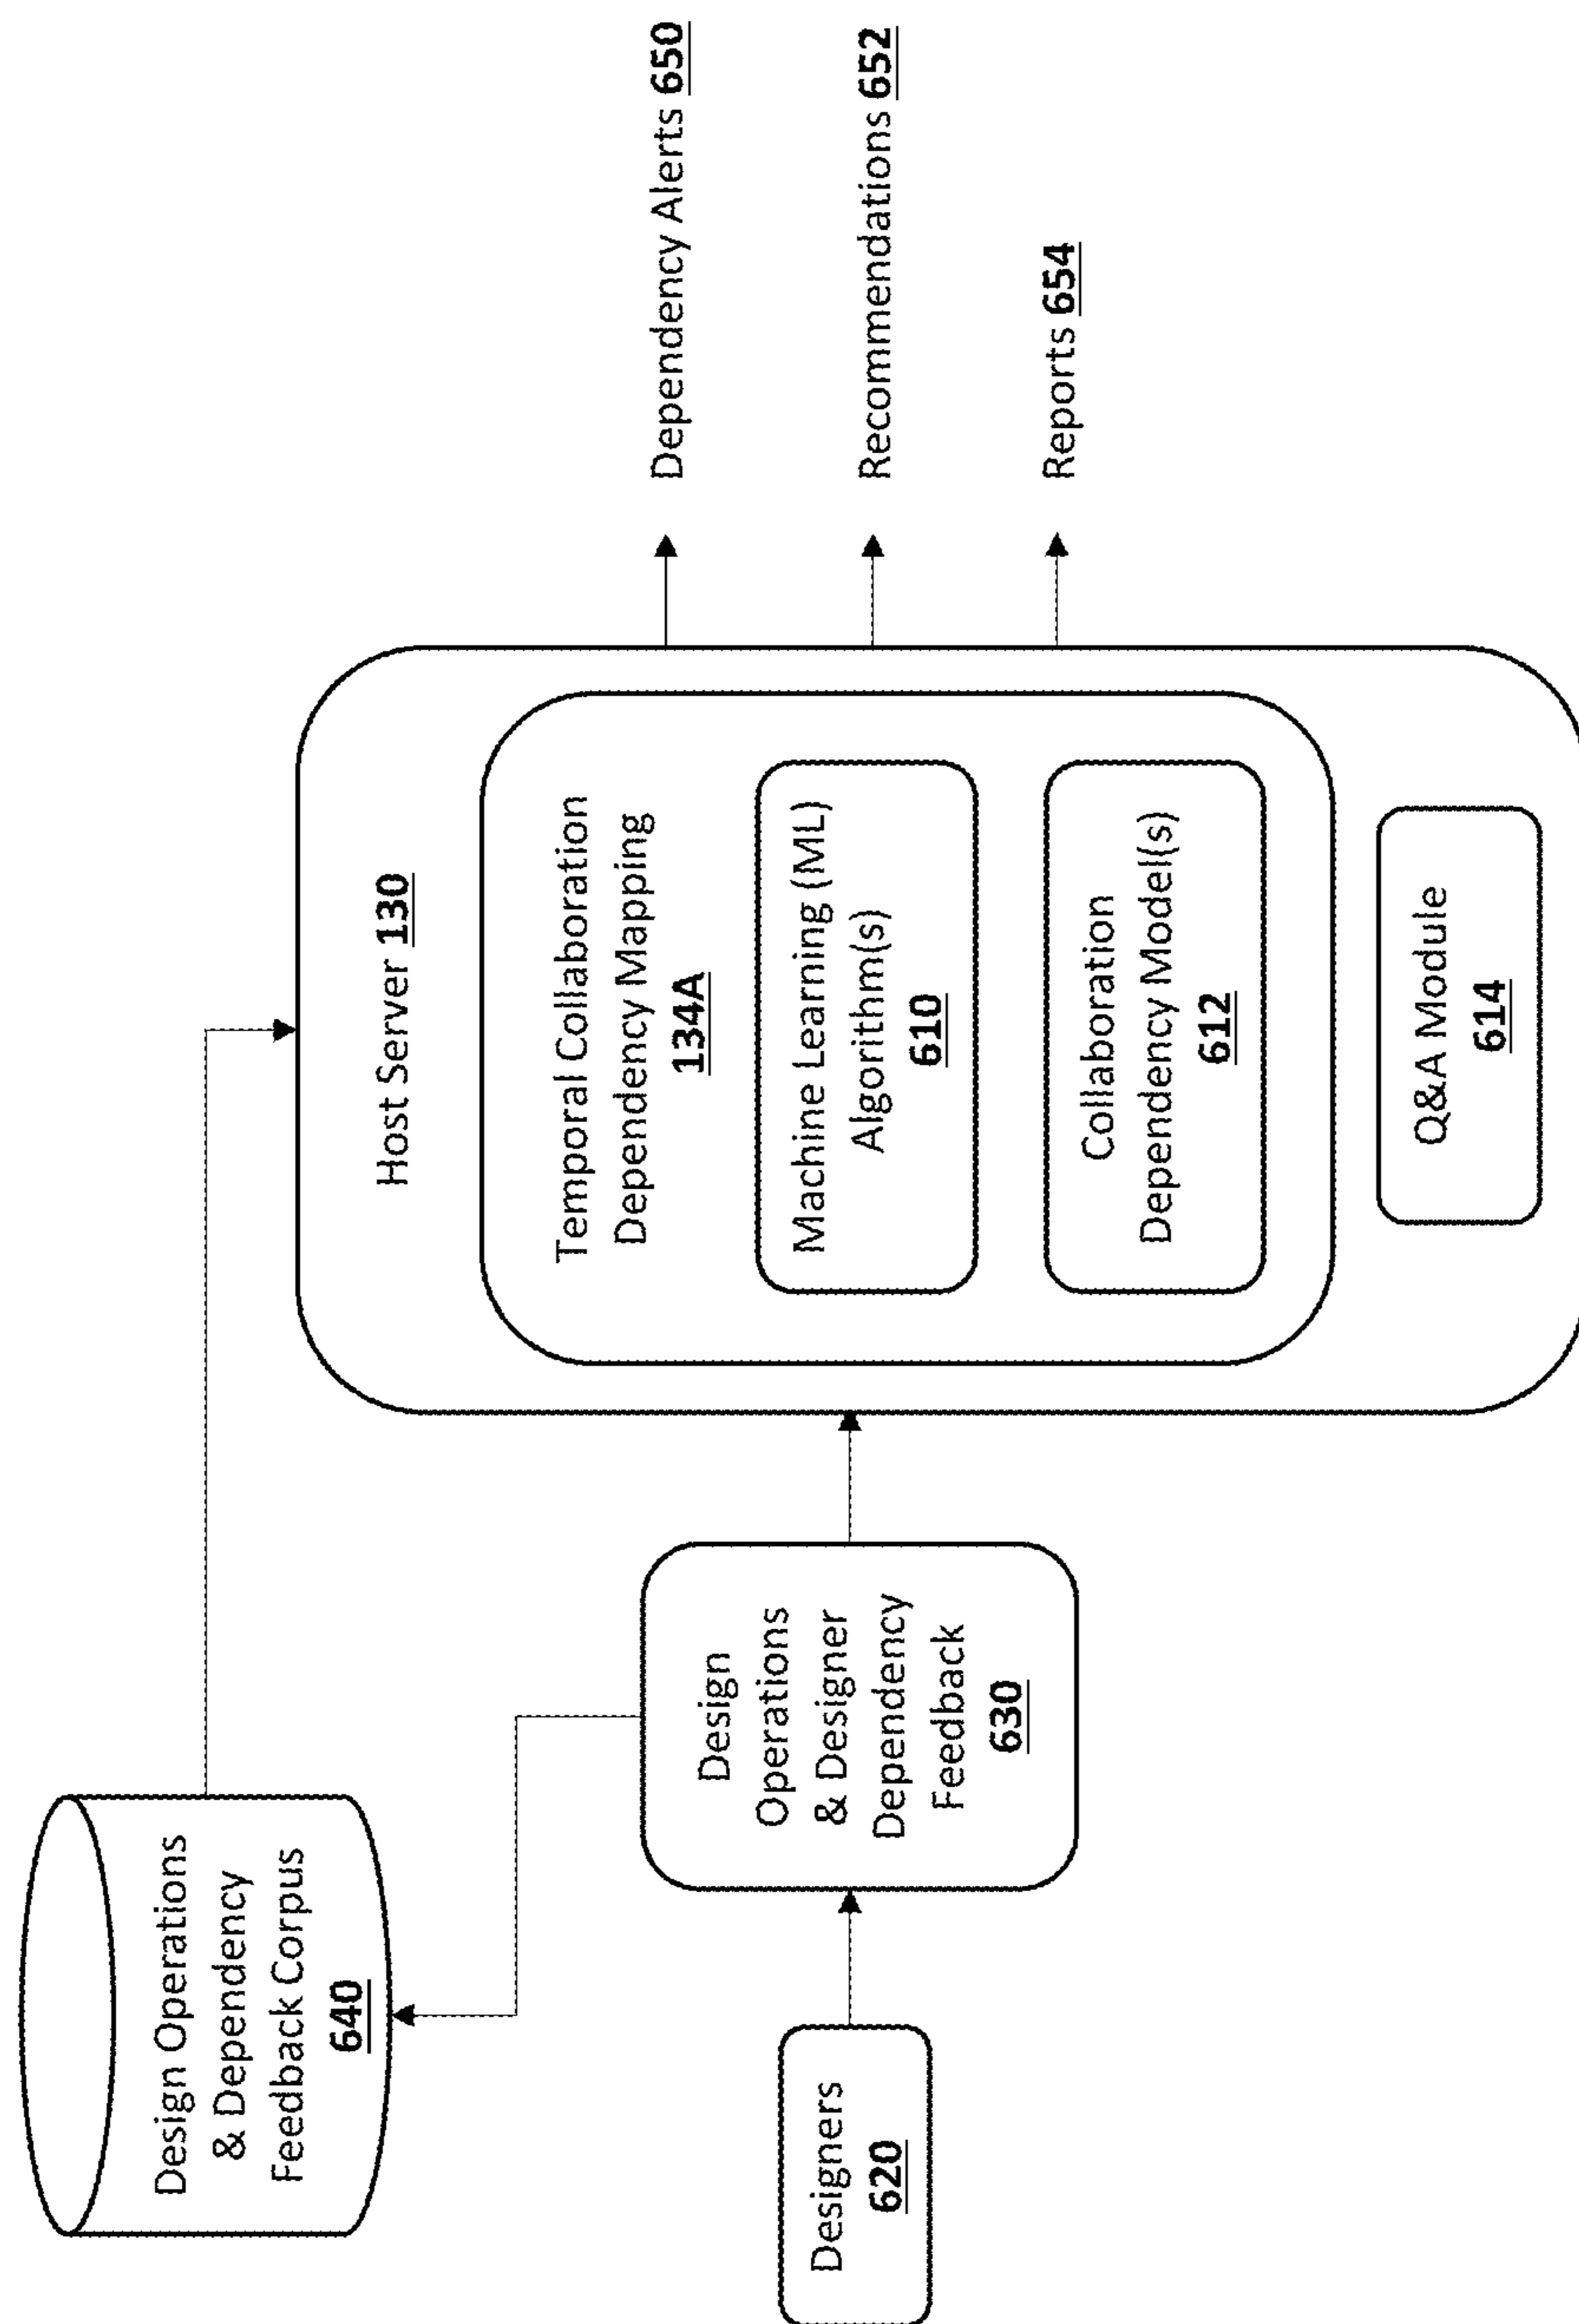 Design Operations
& Dependency
Feedback Corpus
640
Designers
620
Design
Operations
& Designer
Dependency
Feedback
630
Host Server 130
Temporal Collaboration
Dependency Mapping
134A
Machine Learning (ML)
Algorithm(s)
610
Collaboration
Dependency Model(s)
612
Q&A Module
614
Dependency Alerts 650
Recommendations 652
Reports 654